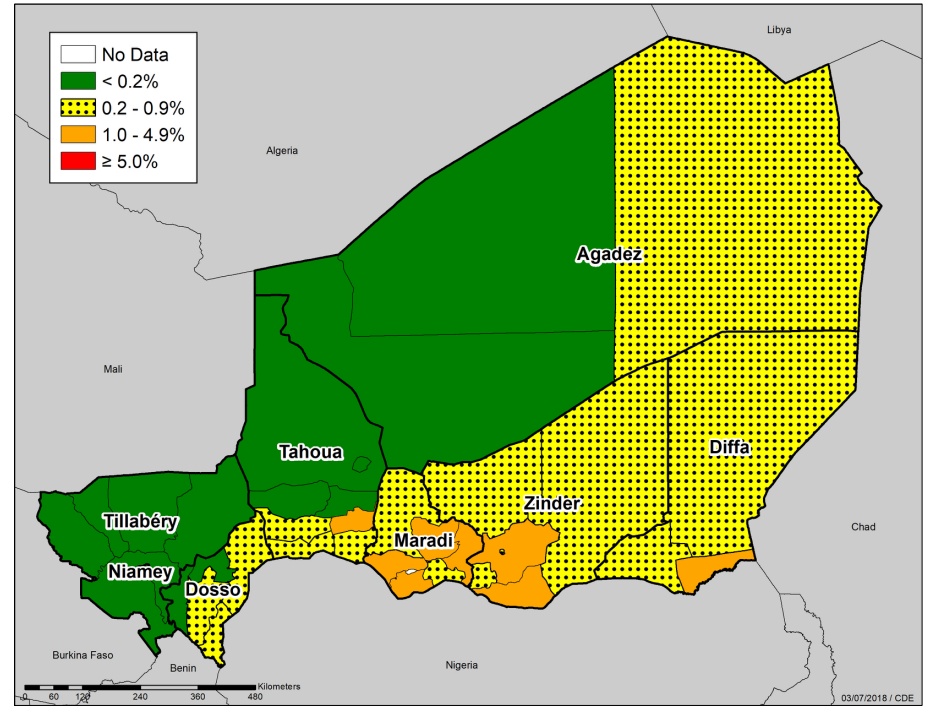 Libya
No Data
< 0.2%
0.2 - 0.9%
1.0 - 4.9%
≥ 5.0%
Algeria
Agadez
Mali
Tahoua
Diffa
Zinder
Tillabéry
Chad
Maradi
Niamey
Dosso
Burkina Faso
Benin
Nigeria
Kilometers
0 60 120 240 360 480
03/07/2018 / CDE